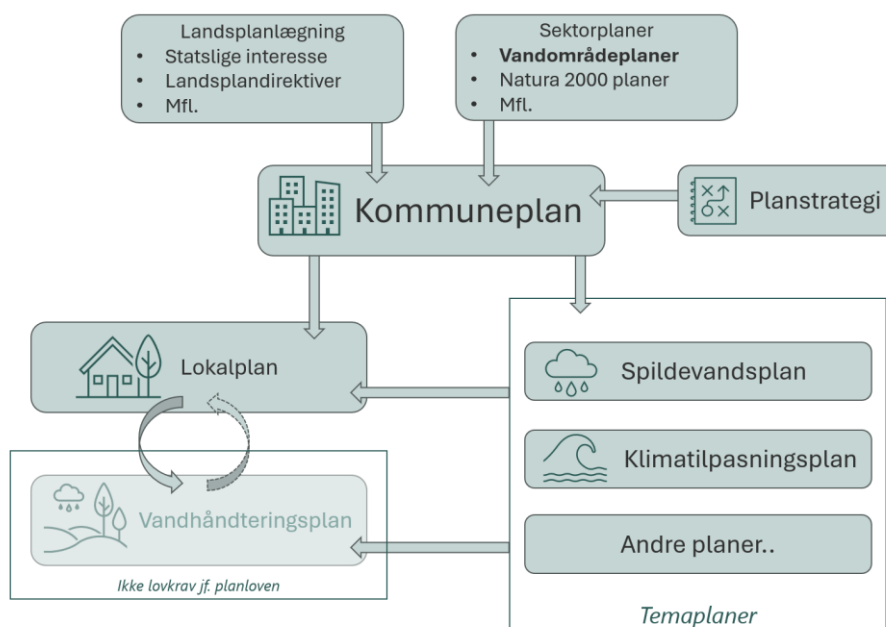 Landsplanlægning
• Statslige interesse
• Landsplandirektiver
• Mfl.
Sektorplaner
• Vandområdeplaner
• Natura 2000 planer
• Mfl.
Kommuneplan
Planstrategi
Lokalplan
Spildevandsplan
Klimatilpasningsplan
Vandhåndteringsplan
Andre planer..
Ikke lovkrav jf. planloven
Temaplaner